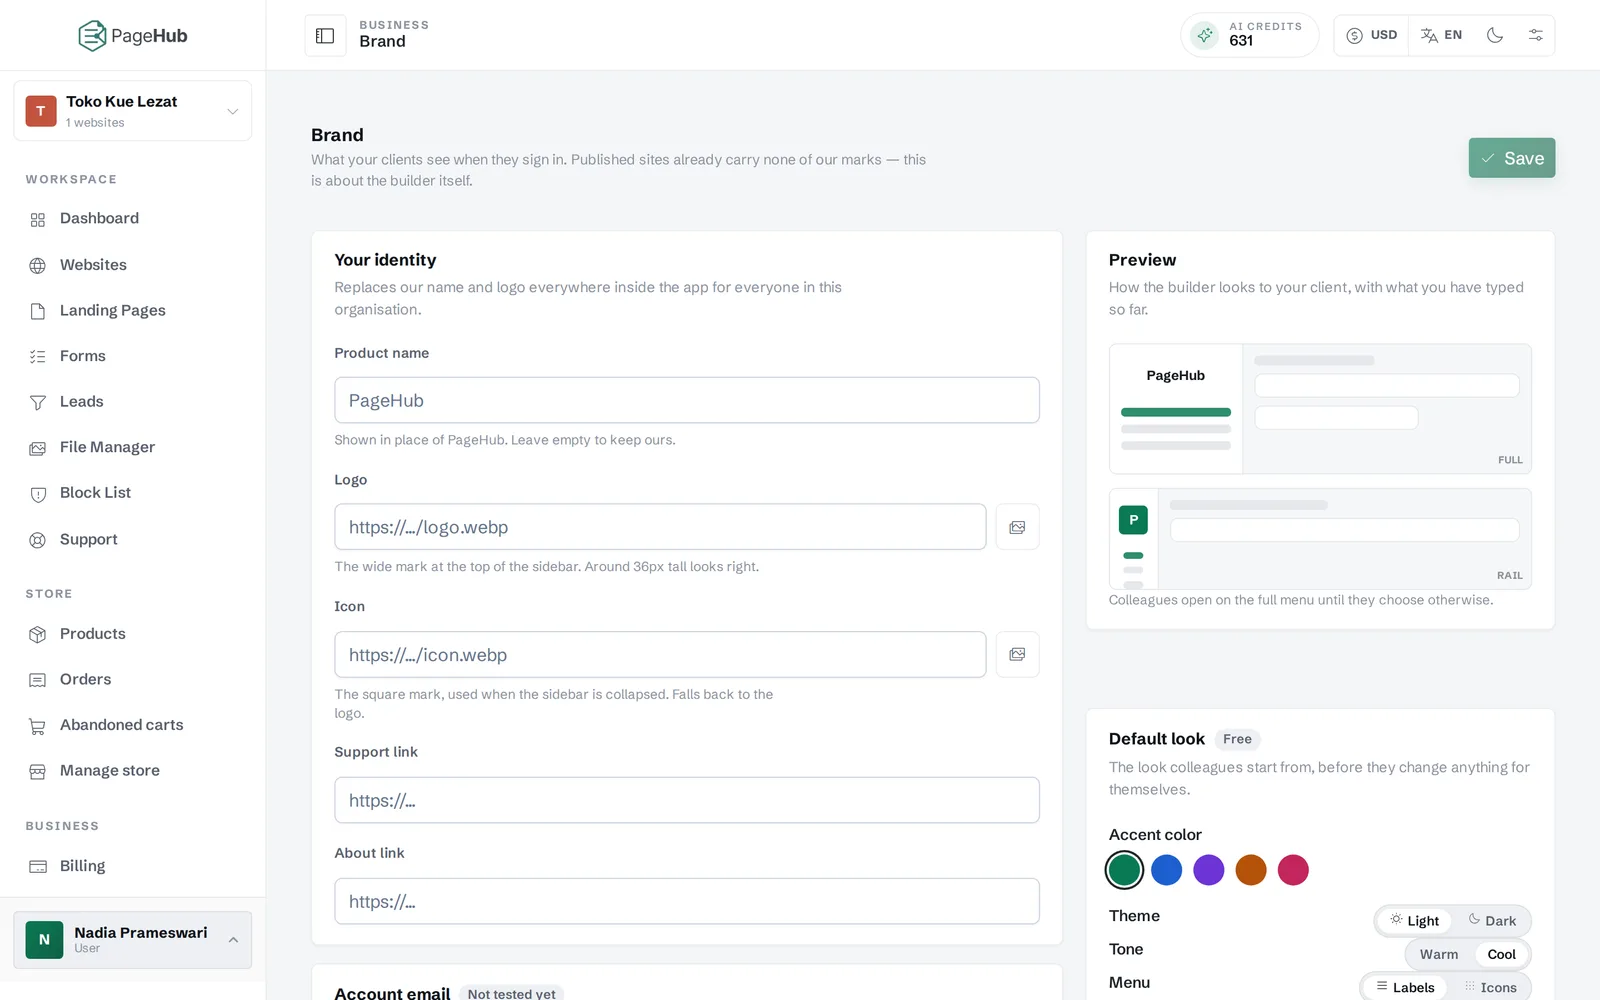 PageHub
BUSINESS
Brand
AI CREDITS
631
USD
EN
T
Toko Kue Lezat
1 websites
WORKSPACE
Dashboard
Websites
Landing Pages
Forms
Leads
File Manager
Block List
Support
STORE
Products
Orders
Abandoned carts
Manage store
BUSINESS
Billing
N
Nadia Prameswari
User
Brand
What your clients see when they sign in. Published sites already carry none of our marks — this
is about the builder itself.
Save
Your identity
Replaces our name and logo everywhere inside the app for everyone in this
organisation.
Product name
PageHub
Shown in place of PageHub. Leave empty to keep ours.
Logo
https://…/logo.webp
The wide mark at the top of the sidebar. Around 36px tall looks right.
Icon
https://…/icon.webp
The square mark, used when the sidebar is collapsed. Falls back to the
logo.
Support link
https://…
About link
https://…
Account email
Not tested yet
Preview
How the builder looks to your client, with what you have typed
so far.
PageHub
FULL
P
RAIL
Colleagues open on the full menu until they choose otherwise.
Default look
Free
The look colleagues start from, before they change anything for
themselves.
Accent color
Theme
Light
Dark
Tone
Warm
Cool
Menu
Labels
Icons